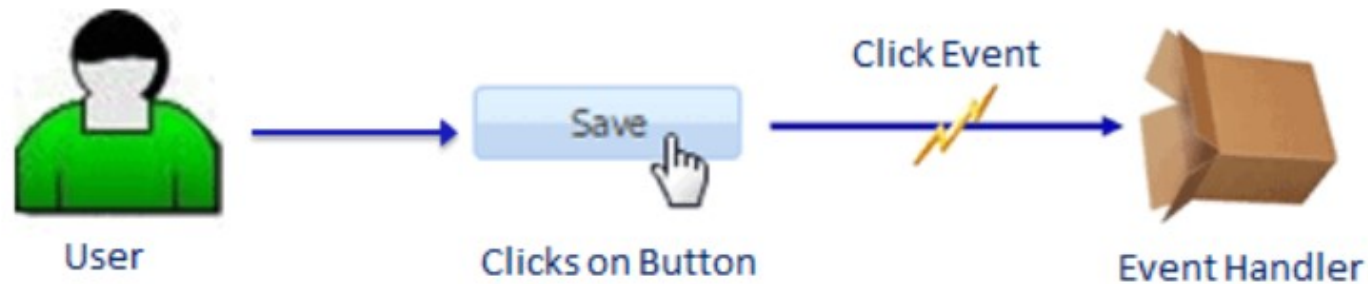 Click Event
Save
User
Clicks on Button
Event Handler